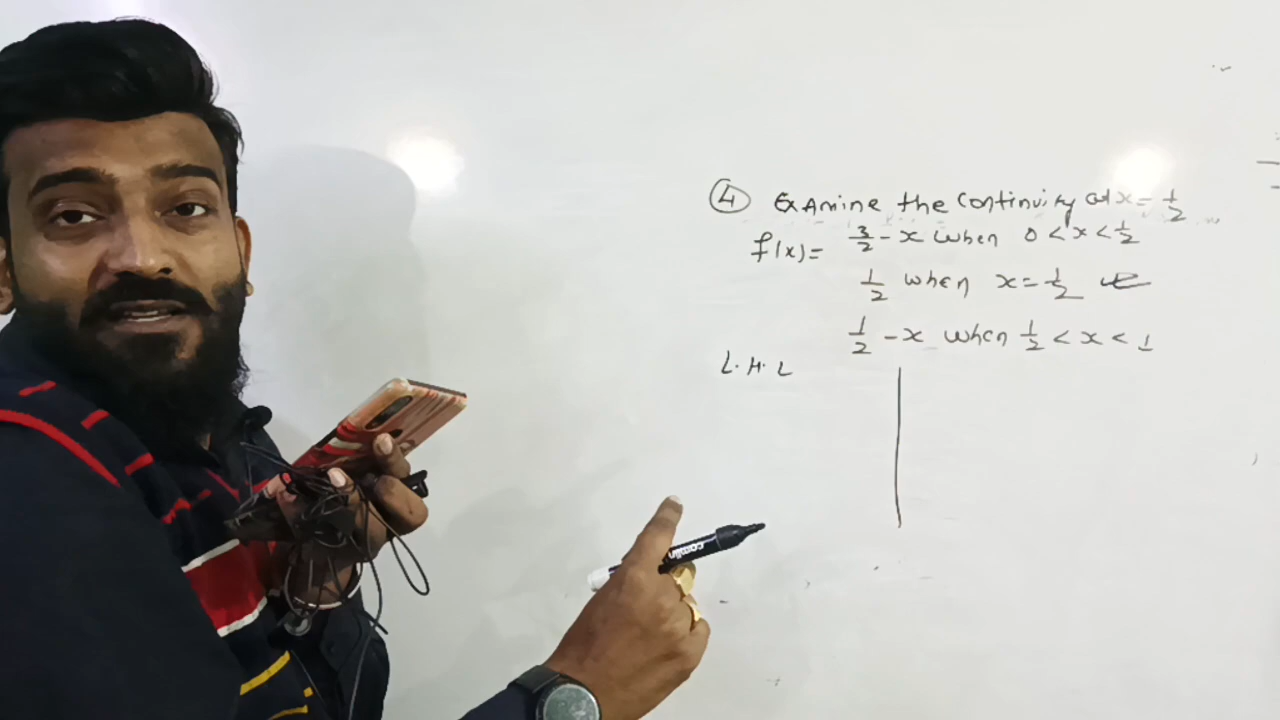 ④ Examine the continuity at x = 1/2
f(x) = 3/2 - x when 0 < x < 1/2
1/2 when x = 1/2
1/2 - x when 1/2 < x < 1
L.H.L
camlin